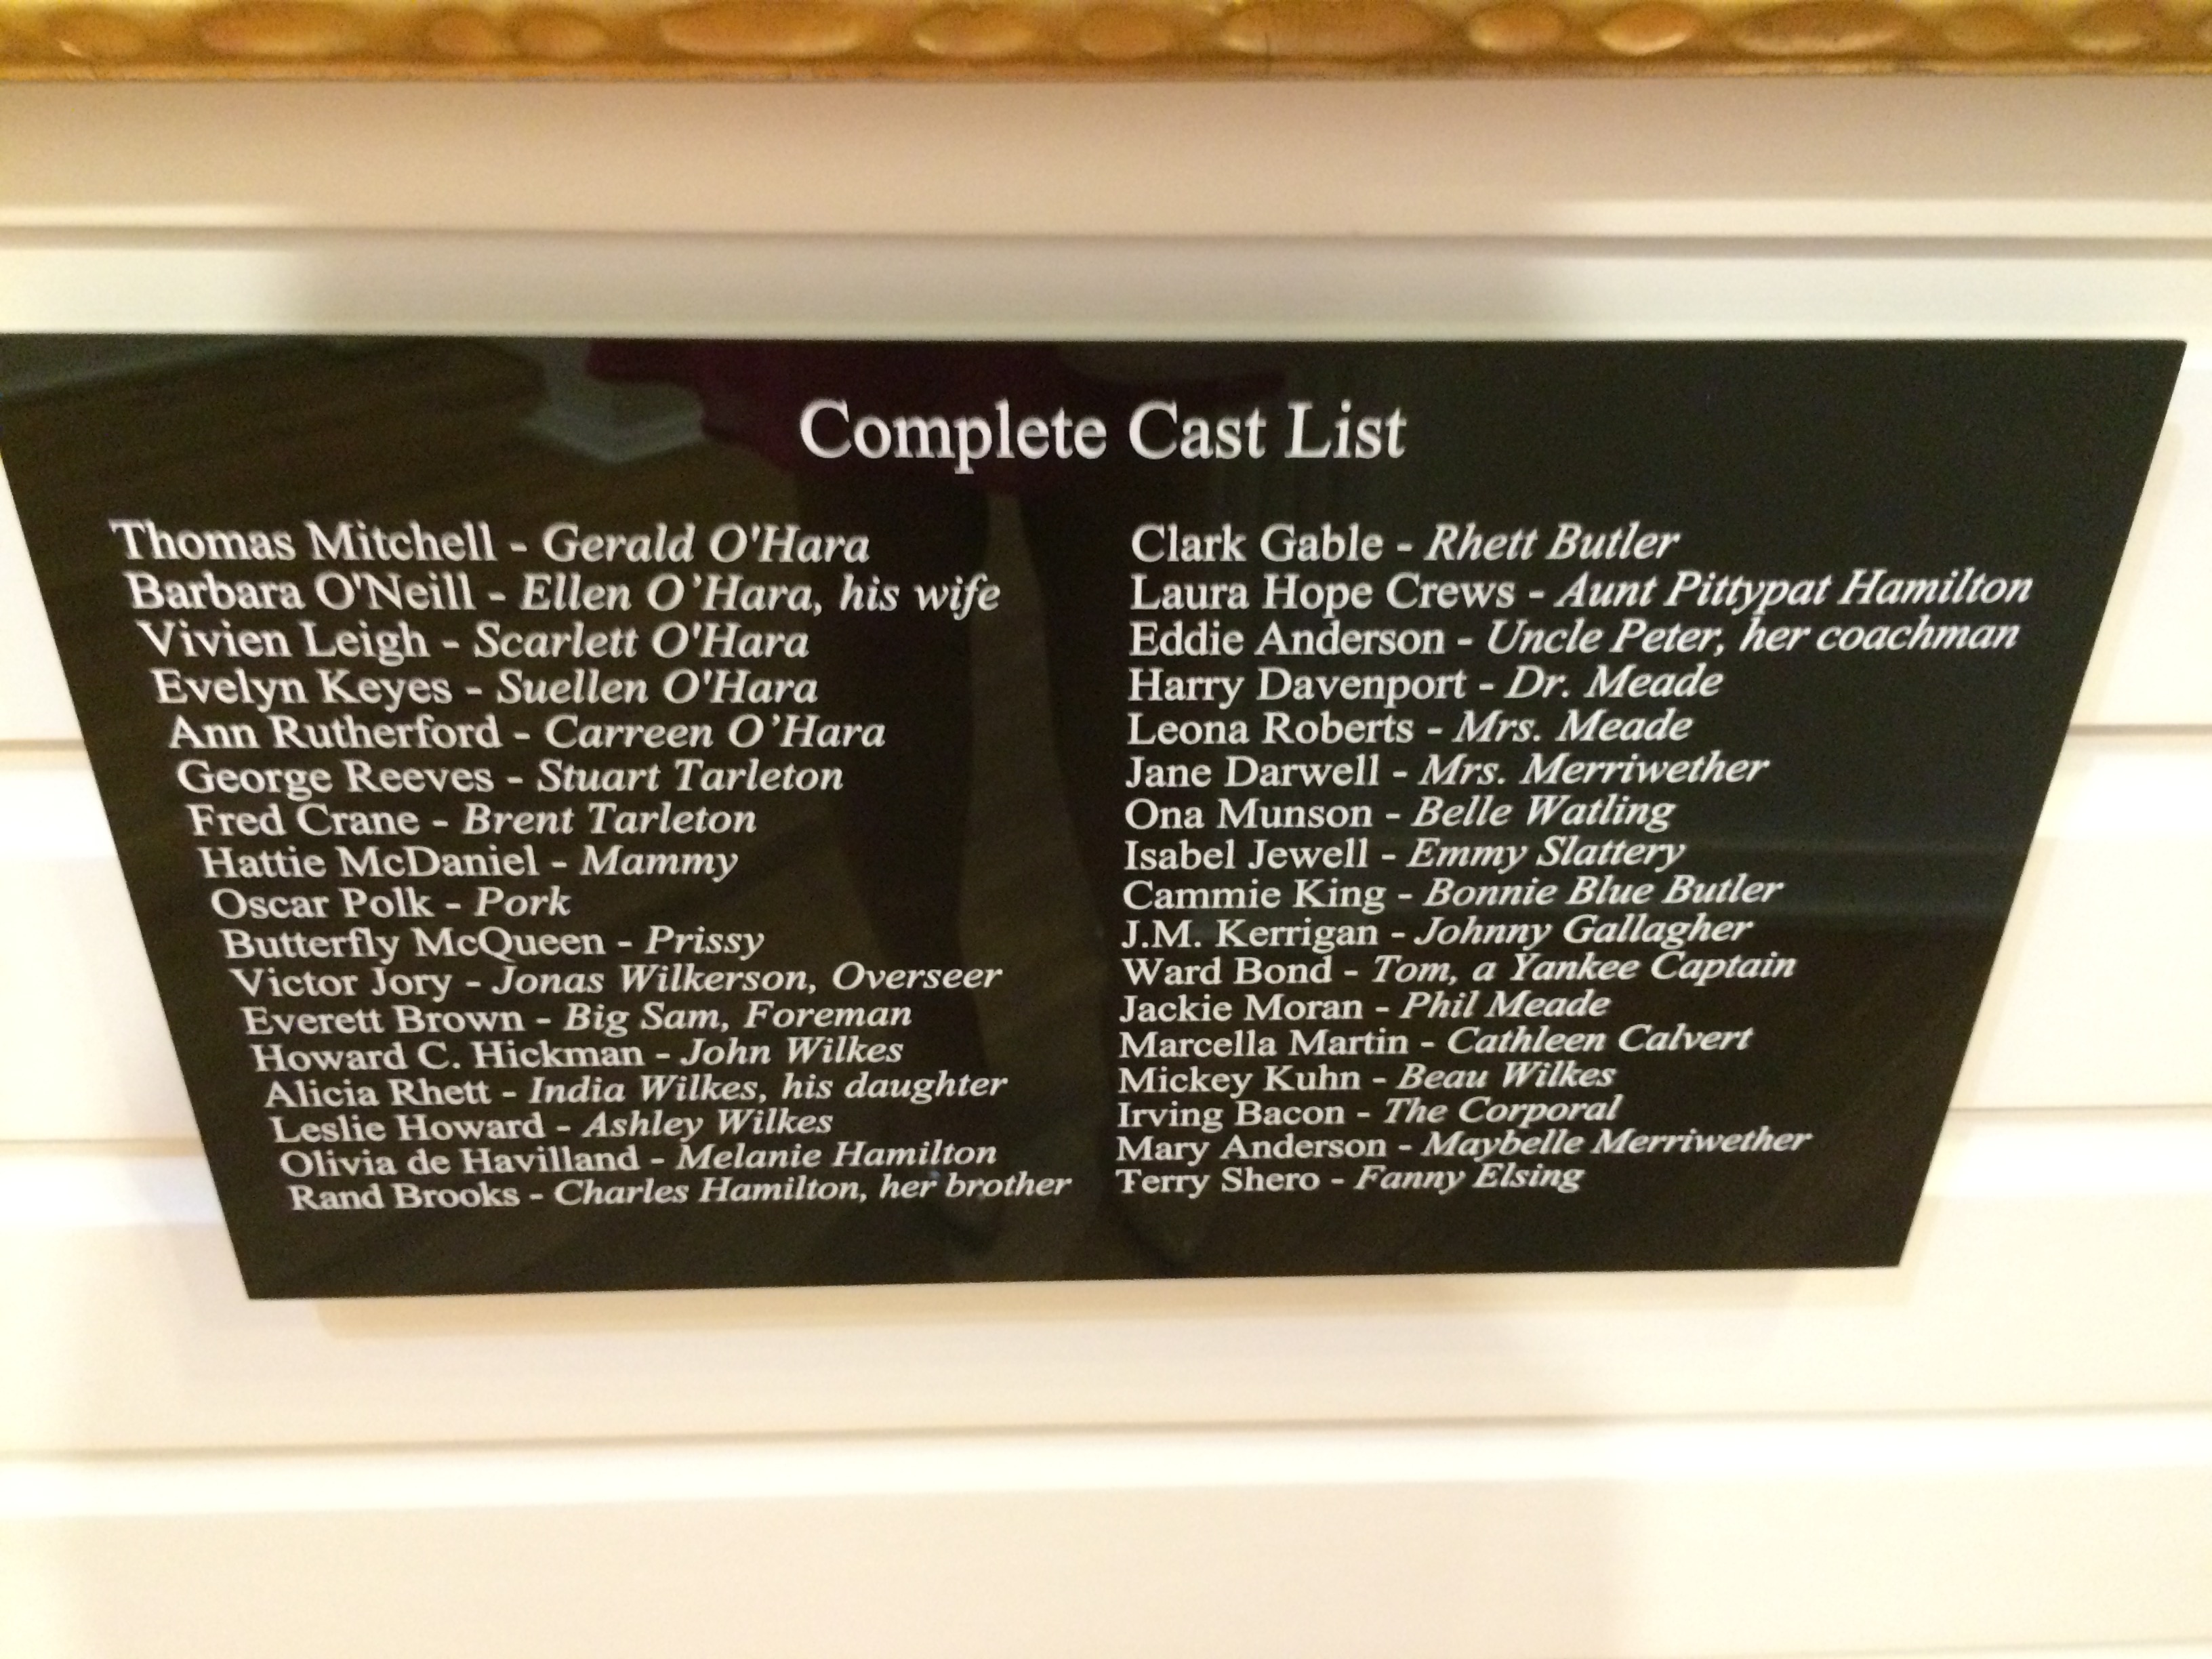 Complete Cast List
Thomas Mitchell - Gerald O'Hara
Barbara O'Neill - Ellen O'Hara, his wife
Vivien Leigh - Scarlett O'Hara
Evelyn Keyes - Suellen O'Hara
Ann Rutherford - Carreen O'Hara
George Reeves - Stuart Tarleton
Fred Crane - Brent Tarleton
Hattie McDaniel - Mammy
Oscar Polk - Pork
Butterfly McQueen - Prissy
Victor Jory - Jonas Wilkerson, Overseer
Everett Brown - Big Sam, Foreman
Howard C. Hickman - John Wilkes
Alicia Rhett - India Wilkes, his daughter
Leslie Howard - Ashley Wilkes
Olivia de Havilland - Melanie Hamilton
Rand Brooks - Charles Hamilton, her brother
Clark Gable - Rhett Butler
Laura Hope Crews - Aunt Pittypat Hamilton
Eddie Anderson - Uncle Peter, her coachman
Harry Davenport - Dr. Meade
Leona Roberts - Mrs. Meade
Jane Darwell - Mrs. Merriwether
Ona Munson - Belle Watling
Isabel Jewell - Emmy Slattery
Cammie King - Bonnie Blue Butler
J.M. Kerrigan - Johnny Gallagher
Ward Bond - Tom, a Yankee Captain
Jackie Moran - Phil Meade
Marcella Martin - Cathleen Calvert
Mickey Kuhn - Beau Wilkes
Irving Bacon - The Corporal
Mary Anderson - Maybelle Merriwether
Terry Shero - Fanny Elsing